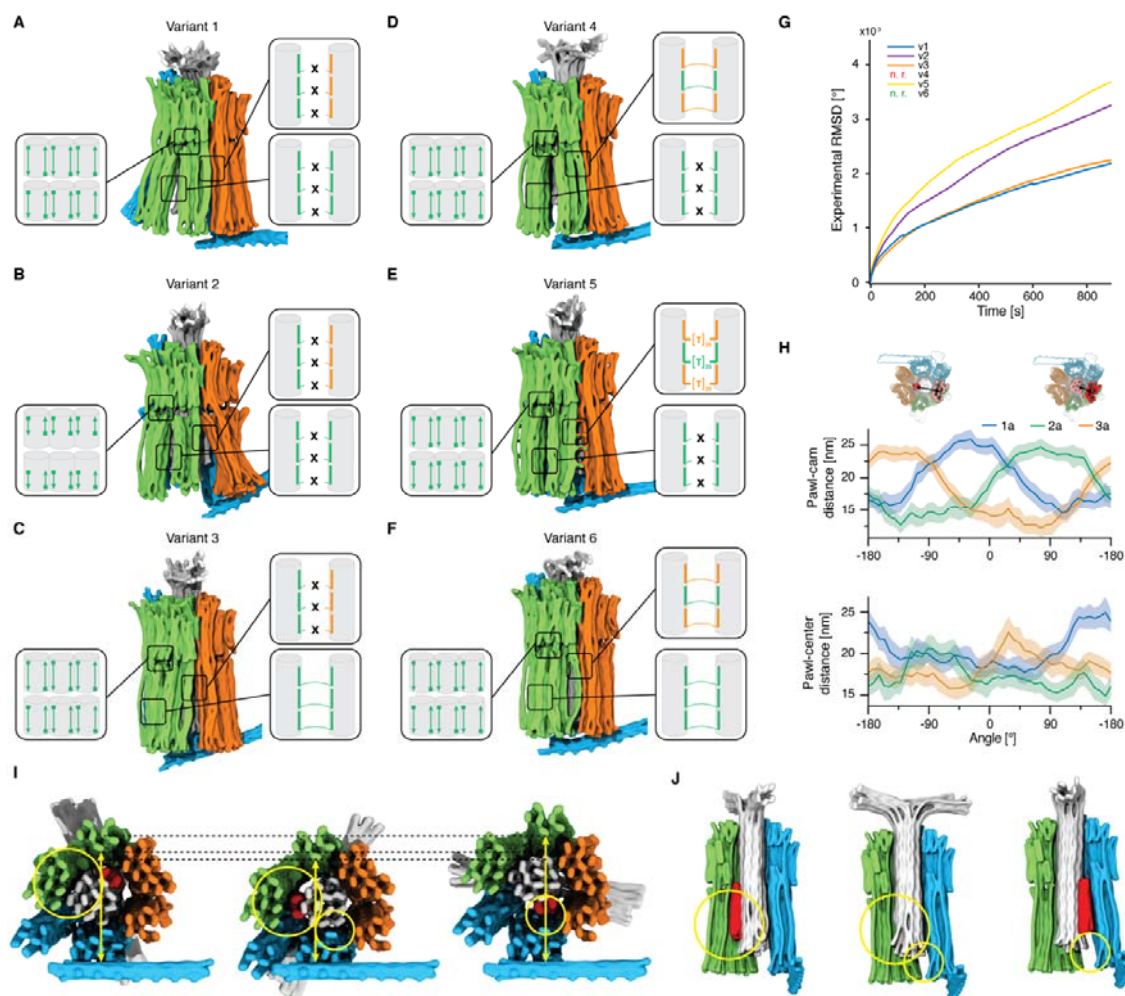 A
Variant 1
X
X
X
X
X
X
D
Variant 4
X
X
X
B
Variant 2
X
X
X
X
X
X
E
Variant 5
X
X
X
C
Variant 3
X
X
X
F
Variant 6
G
4
3
2
1
0
Experimental RMSD [°]
v1
v2
v3
n. r. v4
v5
n. r. v6
0 200 400 600 800
Time [s]
H
1a 2a 3a
Pawl-cam
distance [nm]
25
20
15
-180 -90 0 90 -180
Pawl-center
distance [nm]
25
20
15
-180 -90 0 90 -180
Angle [°]
I
J